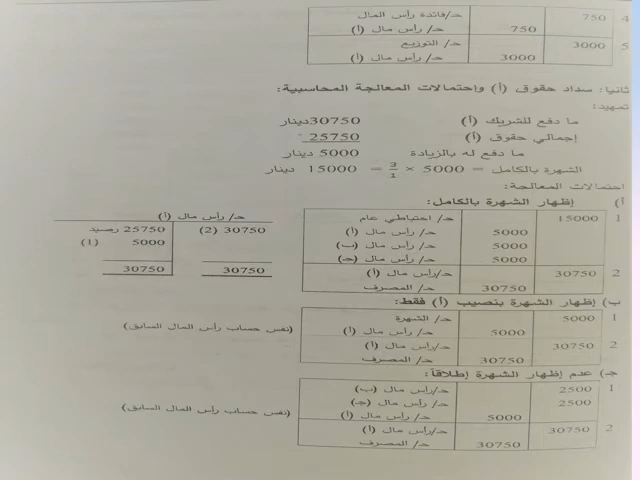 4 750 حـ/فائدة رأس المال
750 حـ/ رأس مال (أ)
5 3000 حـ/ التوزيع
3000 حـ/ رأس مال (أ)
ثانيا: سداد حقوق (أ) وإحتمالات المعالجة المحاسبية:
تمهيد:
ما دفع للشريك (أ) 30750دينار
إجمالي حقوق (أ) 25750 -
ما دفع له بالزيادة 5000 دينار
الشهرة بالكامل = 5000 × 3/1 = 15000 دينار
احتمالات المعالجة:
أ) إظهار الشهرة بالكامل:
1 15000 حـ/ احتياطي عام
5000 حـ/ رأس مال (أ)
5000 حـ/ رأس مال (ب)
5000 حـ/ رأس مال (جـ)
2 30750 حـ/رأس مال (أ)
30750 حـ/ المصرف
حـ/ رأس مال (أ)
30750 (2) 25750 رصيد
5000 (1)
30750 30750
ب) إظهار الشهرة بنصيب (أ) فقط:
1 5000 حـ/ الشهرة
5000 حـ/ رأس مال (أ)
2 30750 حـ/رأس مال (أ)
30750 حـ/ المصرف
(نفس حساب رأس المال السابق)
جـ) عدم إظهار الشهرة إطلاقاً:
1 2500 حـ/رأس مال (ب)
2500 حـ/رأس مال (جـ)
5000 حـ/ رأس مال (أ)
2 30750 حـ/ رأس مال (أ)
30750 حـ/ المصرف
(نفس حساب رأس المال السابق)